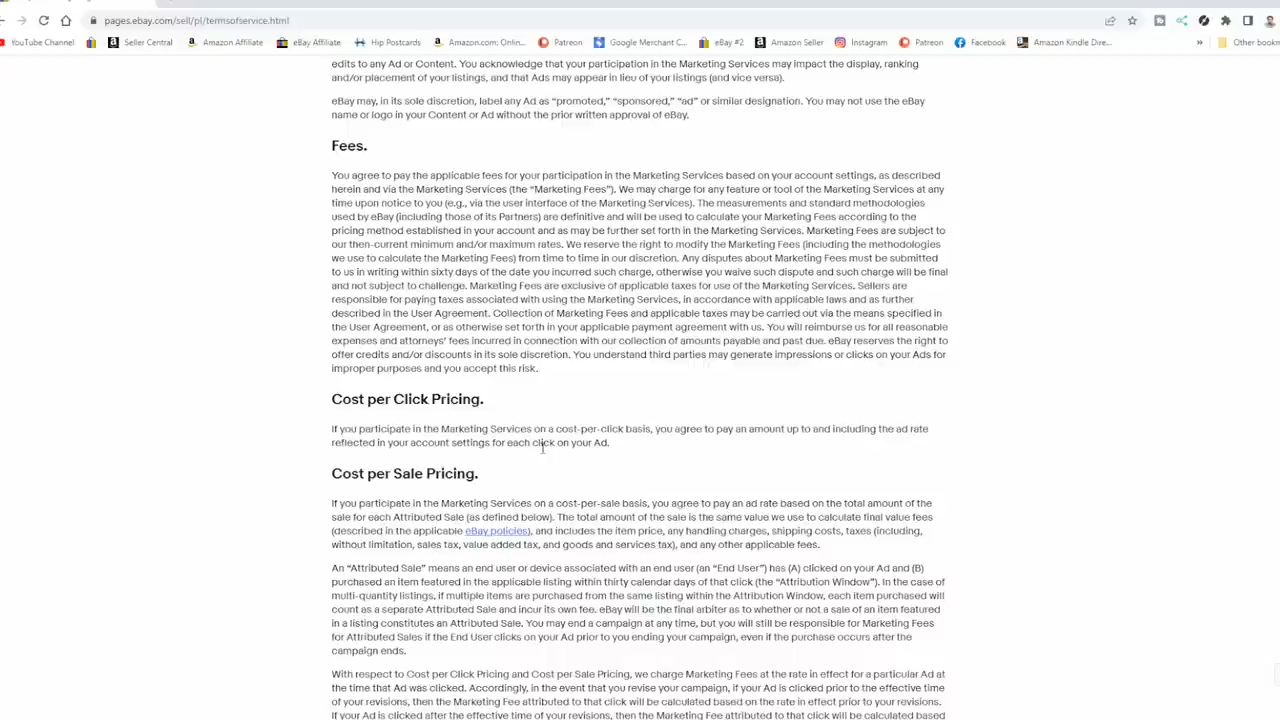 pages.ebay.com/sell/pl/termsofservice.html
YouTube Channel Seller Central Amazon Seller eBay Affiliate Hip Postcards Amazon.com: Onlin... Patreon Google Merchant C... eBay #2 Amazon Seller Patreon Instagram Facebook Amazon Kindle Dire... » Other bookm
edits to any Ad or Content. You acknowledge that your participation in the Marketing Services may impact the display, ranking
and/or placement of your listings, and that Ads may appear in lieu of your listings (and vice versa).
eBay may, in its sole discretion, label any Ad as “promoted,” “sponsored,” “ad” or similar designation. You may not use the eBay
name or logo in your Content or Ad without the prior written approval of eBay.
Fees.
You agree to pay the applicable fees for your participation in the Marketing Services based on your account settings, as described
herein and via the Marketing Services (the “Marketing Fees”). We may charge for any feature or tool of the Marketing Services at any
time upon notice to you (e.g., via the user interface of the Marketing Services). The measurements and standard methodologies
used by eBay (including those of its Partners) are definitive and will be used to calculate your Marketing Fees according to the
pricing method established in your account and as may be further set forth in the Marketing Services. Marketing Fees are subject to
our then-current minimum and/or maximum rates. We reserve the right to modify the Marketing Fees (including the methodologies
we use to calculate the Marketing Fees) from time to time in our discretion. Any disputes about Marketing Fees must be submitted
to us in writing within sixty days of the date you incurred such charge, otherwise you waive such dispute and such charge will be final
and not subject to challenge. Marketing Fees are exclusive of applicable taxes for use of the Marketing Services. Sellers are
responsible for paying taxes associated with using the Marketing Services, in accordance with applicable laws and as further
described in the User Agreement. Collection of Marketing Fees and applicable taxes may be carried out via the means specified in
the User Agreement, or as otherwise set forth in your applicable payment agreement with us. You will reimburse us for all reasonable
expenses and attorneys’ fees incurred in connection with our collection of amounts payable and past due. eBay reserves the right to
offer credits and/or discounts in its sole discretion. You understand third parties may generate impressions or clicks on your Ads for
improper purposes and you accept this risk.
Cost per Click Pricing.
If you participate in the Marketing Services on a cost-per-click basis, you agree to pay an amount up to and including the ad rate
reflected in your account settings for each click on your Ad.
Cost per Sale Pricing.
If you participate in the Marketing Services on a cost-per-sale basis, you agree to pay an ad rate based on the total amount of the
sale for each Attributed Sale (as defined below). The total amount of the sale is the same value we use to calculate final value fees
(described in the applicable eBay policies), and includes the item price, any handling charges, shipping costs, taxes (including,
without limitation, sales tax, value added tax, and goods and services tax), and any other applicable fees.
An “Attributed Sale” means an end user or device associated with an end user (an “End User”) has (A) clicked on your Ad and (B)
purchased an item featured in the applicable listing within thirty calendar days of that click (the “Attribution Window”). In the case of
multi-quantity listings, if multiple items are purchased from the same listing within the Attribution Window, each item purchased will
count as a separate Attributed Sale and incur its own fee. eBay will be the final arbiter as to whether or not a sale of an item featured
in a listing constitutes an Attributed Sale. You may end a campaign at any time, but you will still be responsible for Marketing Fees
for Attributed Sales if the End User clicks on your Ad prior to you ending your campaign, even if the purchase occurs after the
campaign ends.
With respect to Cost per Click Pricing and Cost per Sale Pricing, we charge Marketing Fees at the rate in effect for a particular Ad at
the time that Ad was clicked. Accordingly, in the event that you revise your campaign, if your Ad is clicked prior to the effective time
of your revisions, then the Marketing Fee attributed to that click will be calculated based on the rate in effect prior to your revisions.
If your Ad is clicked after the effective time of your revisions, then the Marketing Fee attributed to that click will be calculated based